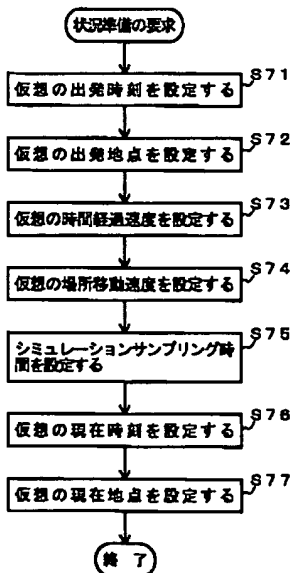 状況準備の要求
仮想の出発時刻を設定する
S71
仮想の出発地点を設定する
S72
仮想の時間経過速度を設定する
S73
仮想の場所移動速度を設定する
S74
シミュレーションサンプリング時
間を設定する
S75
仮想の現在時刻を設定する
S76
仮想の現在地点を設定する
S77
終 了